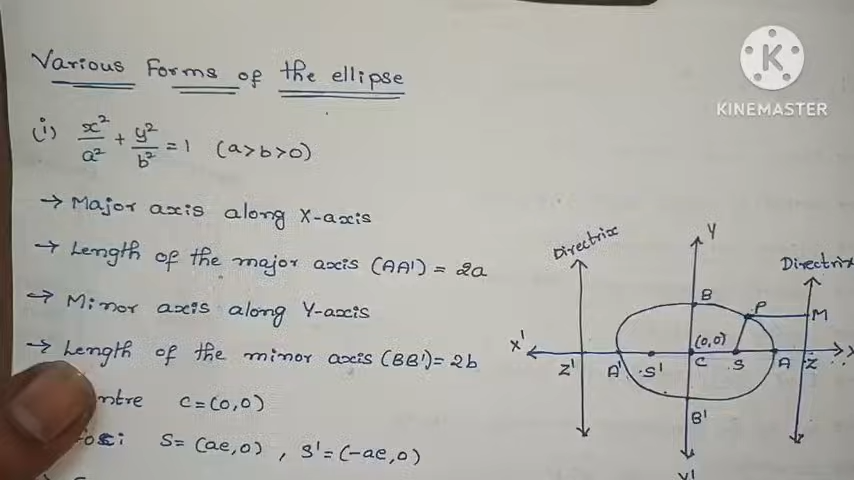 Various Forms of the ellipse
K
KINEMASTER
(i) x²/a² + y²/b² = 1 (a>b>0)
→ Major axis along X-axis
→ Length of the major axis (AA') = 2a
→ Minor axis along Y-axis
→ Length of the minor axis (BB') = 2b
ntre C=(0,0)
S= (ae,0) , S'=(-ae,0)
Directrix
Y
Directrix
B
P
M
X'
(0,0)
X
Z'
A'
S'
C
S
A
Z
B'
Y'